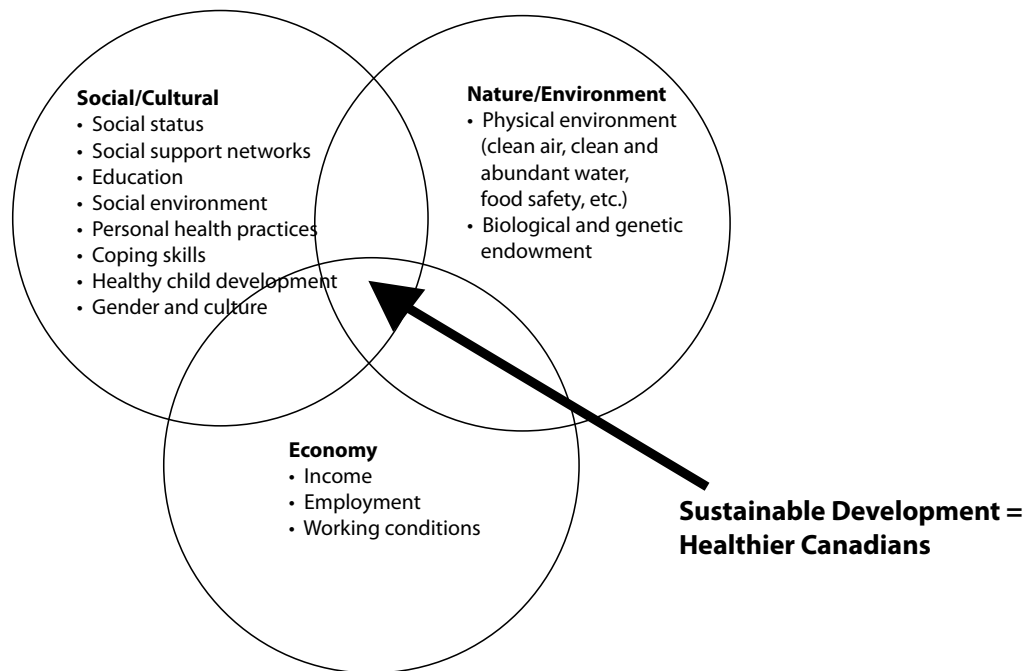 Social/Cultural
• Social status
• Social support networks
• Education
• Social environment
• Personal health practices
• Coping skills
• Healthy child development
• Gender and culture
Nature/Environment
• Physical environment
(clean air, clean and
abundant water,
food safety, etc.)
• Biological and genetic
endowment
Economy
• Income
• Employment
• Working conditions
Sustainable Development =
Healthier Canadians